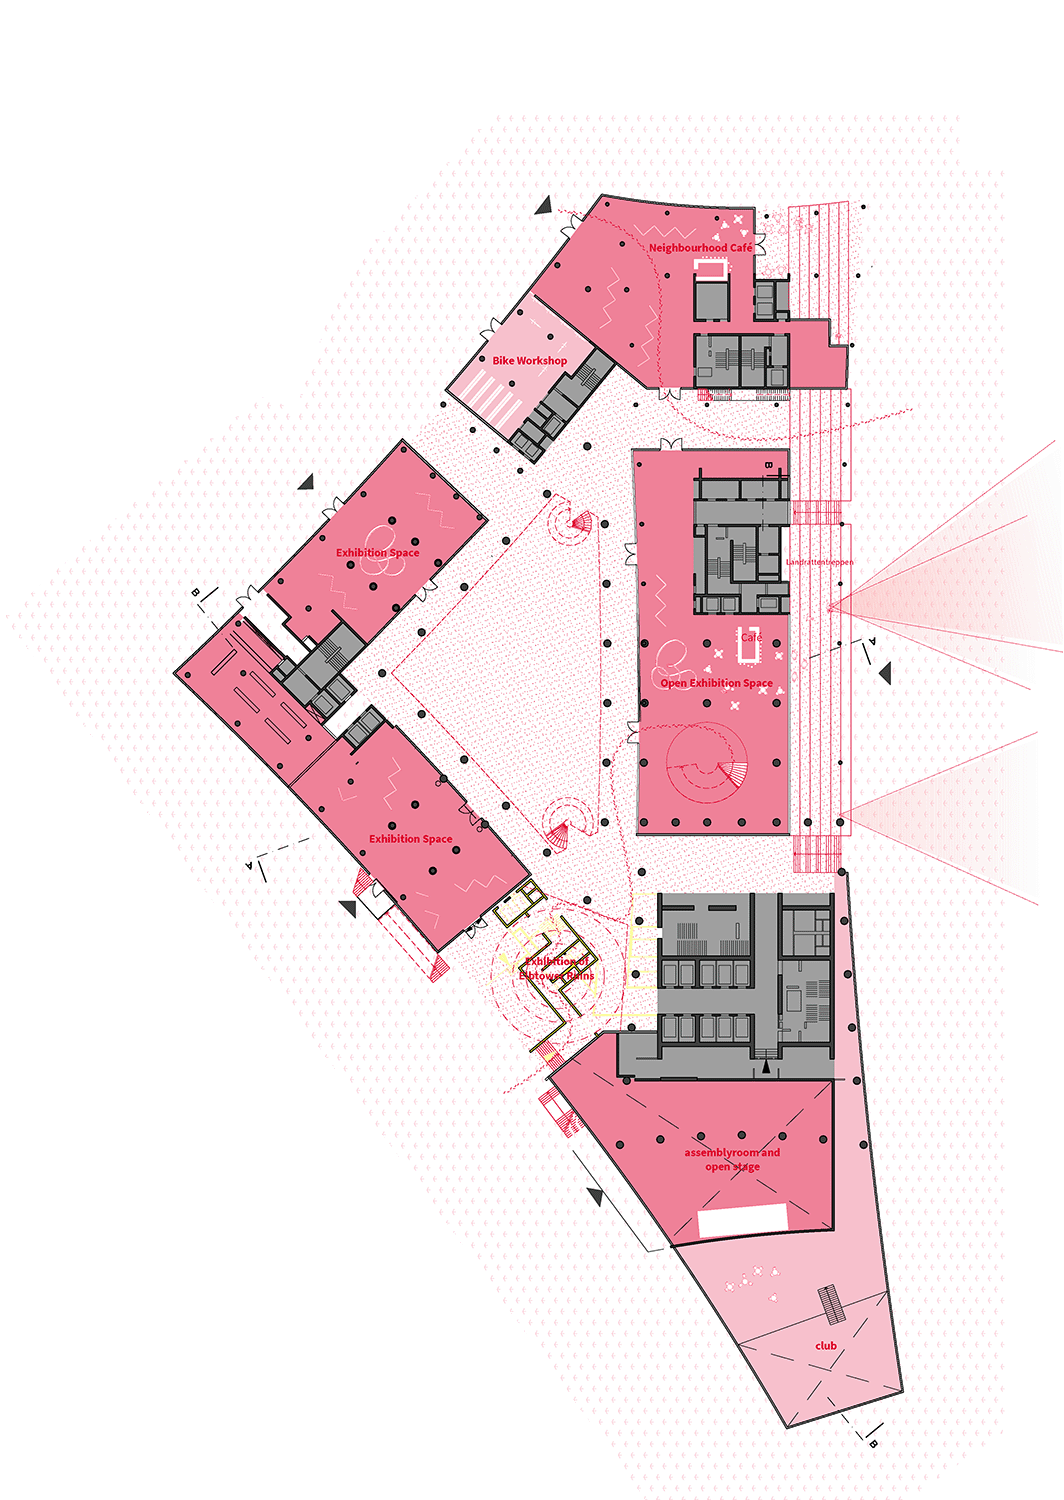 Neighbourhood Café
Bike Workshop
B
Exhibition Space
Landrattentreppen
B
Café
A
Open Exhibition Space
Exhibition Space
A
Exhibition of
Elbtower Ruins
assemblyroom and
open stage
club
B